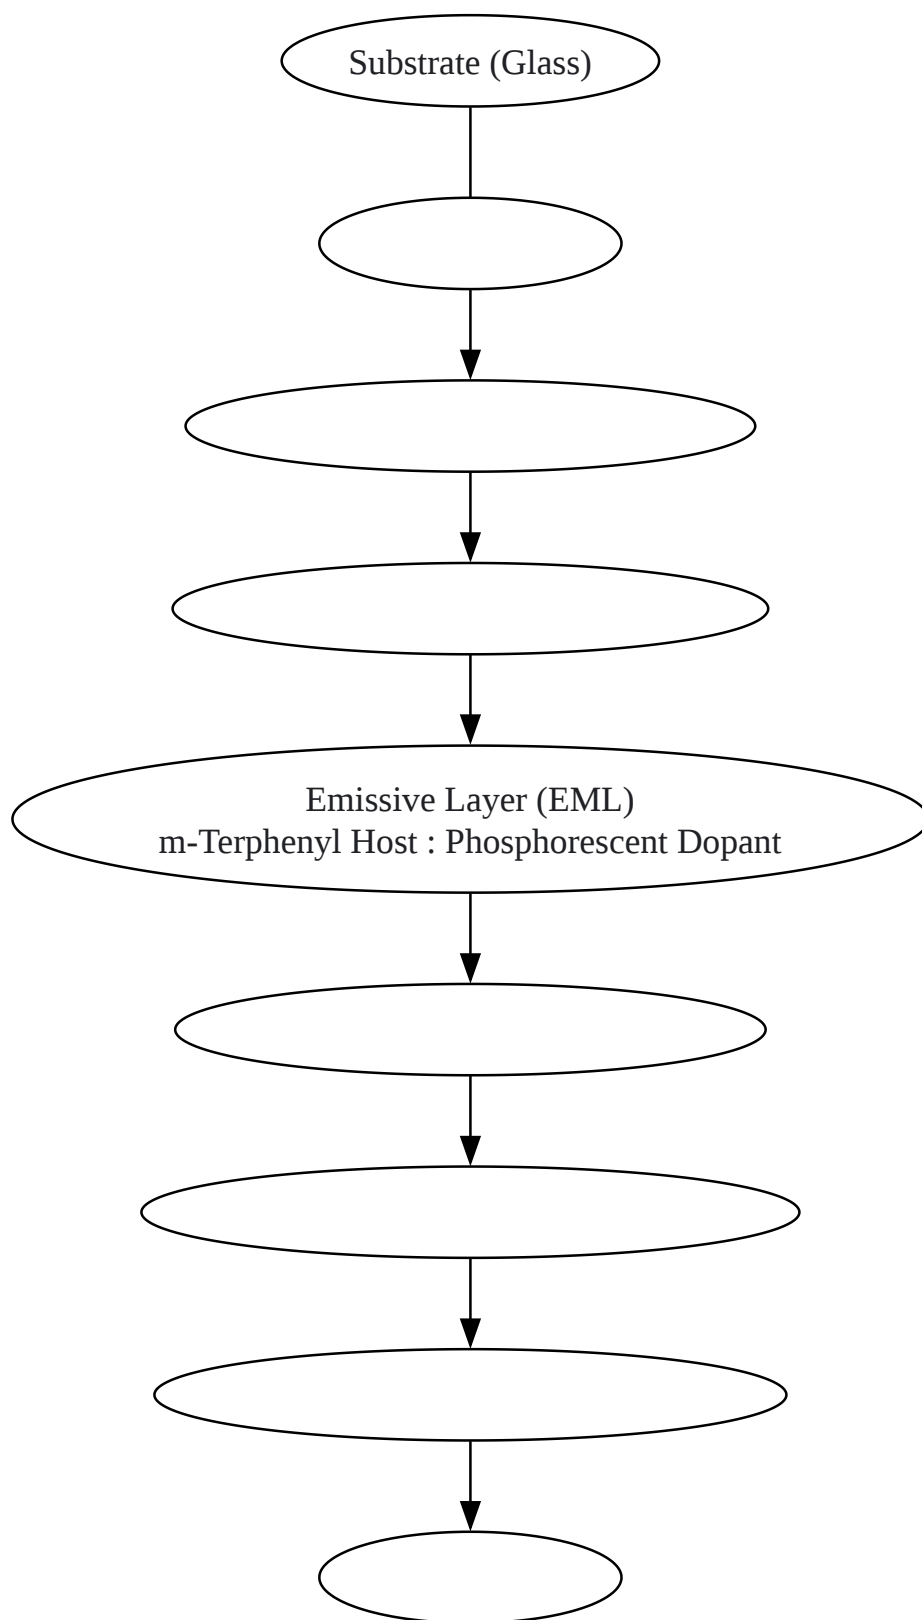 Substrate (Glass)
Emissive Layer (EML)
m-Terphenyl Host : Phosphorescent Dopant